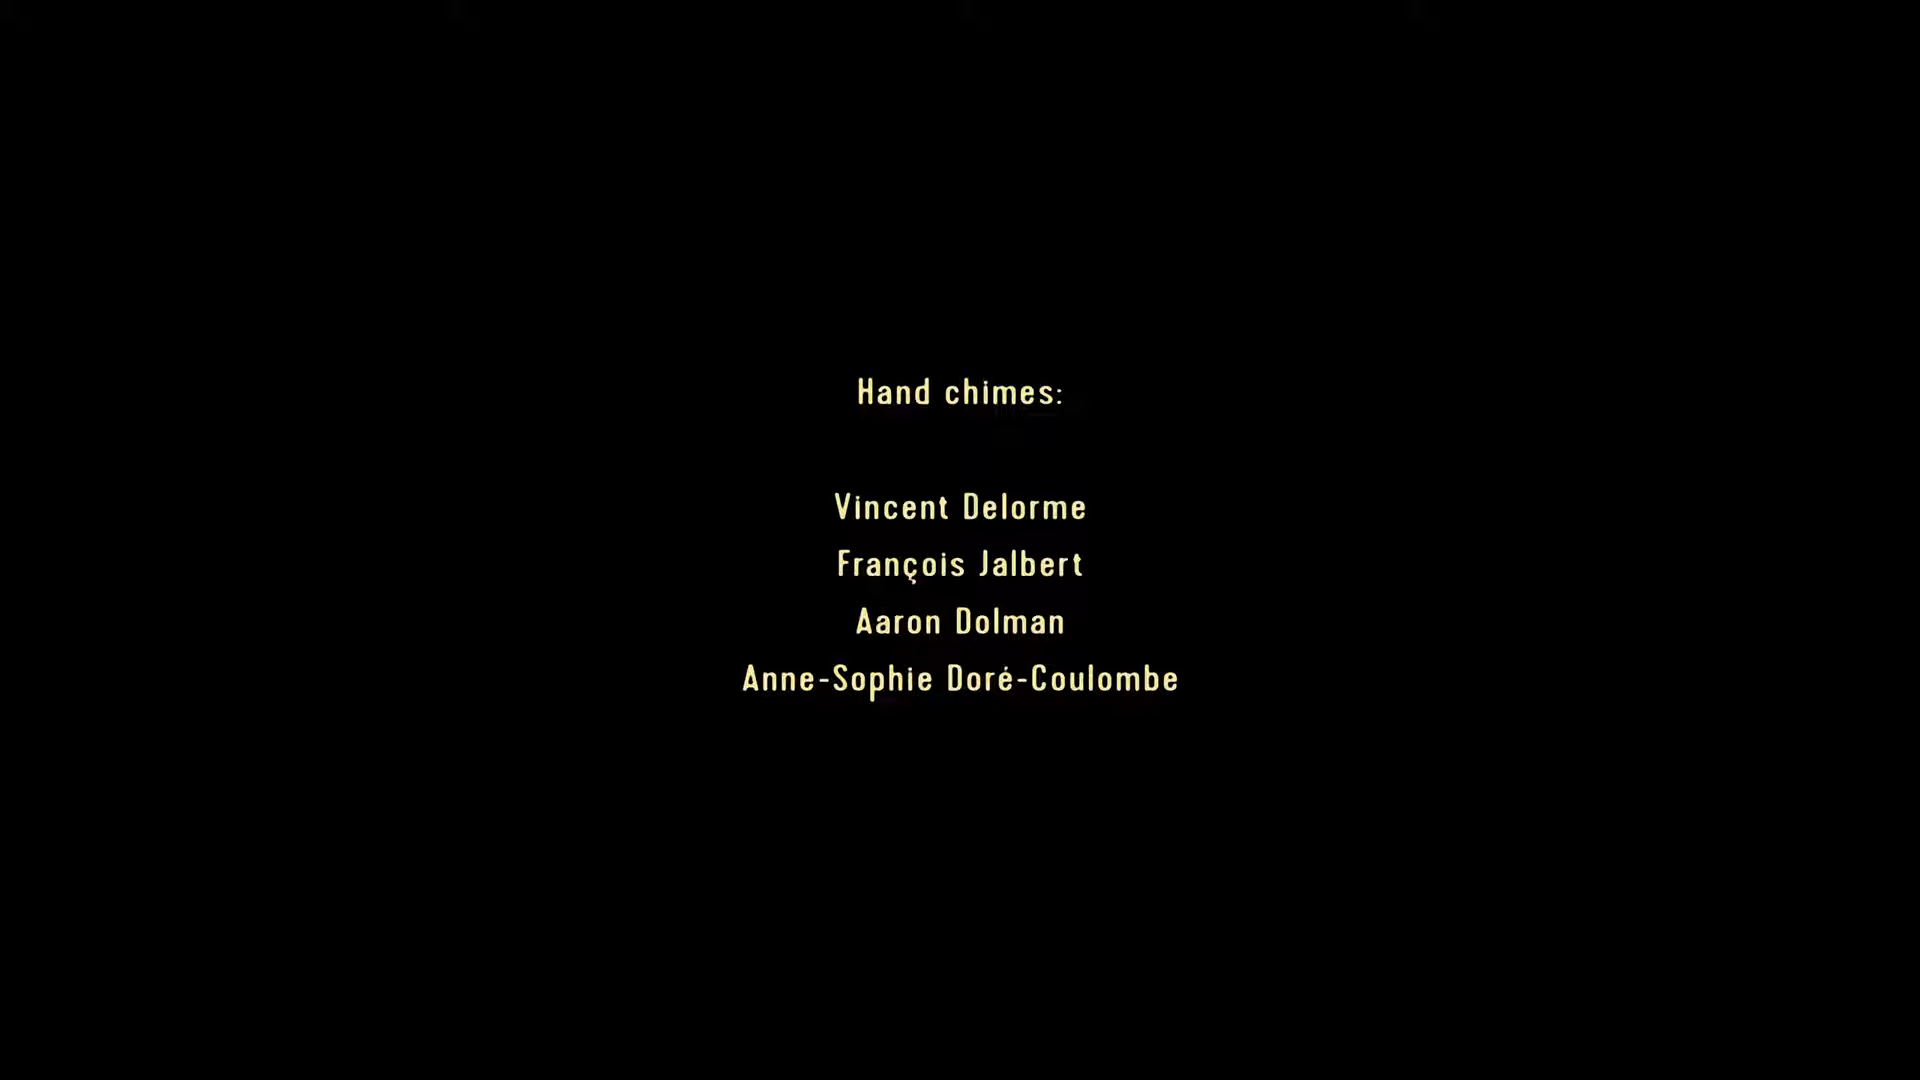 Hand chimes:
Vincent Delorme
François Jalbert
Aaron Dolman
Anne-Sophie Doré-Coulombe